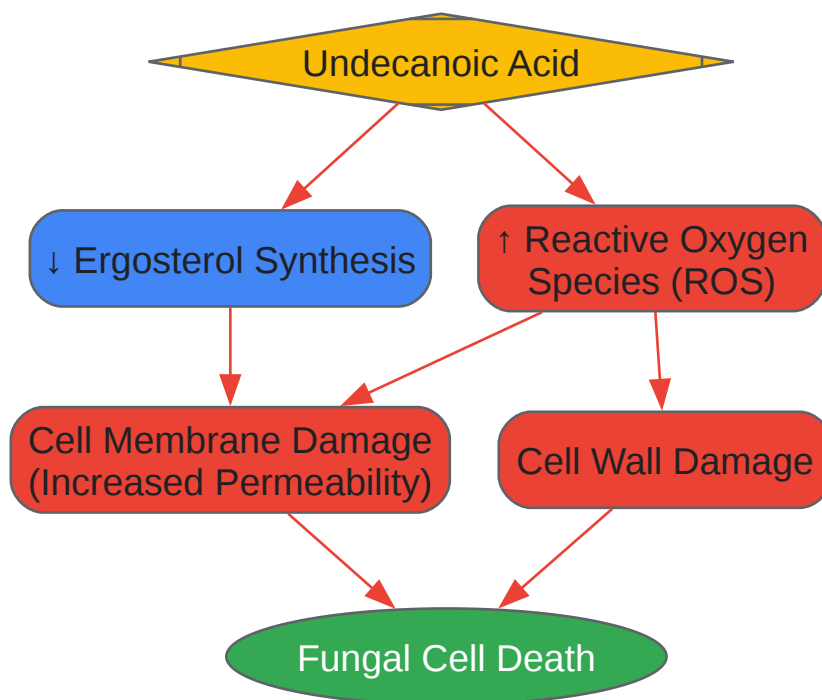 Undecanoic Acid
↓ Ergosterol Synthesis
↑ Reactive Oxygen
Species (ROS)
Cell Membrane Damage
(Increased Permeability)
Cell Wall Damage
Fungal Cell Death